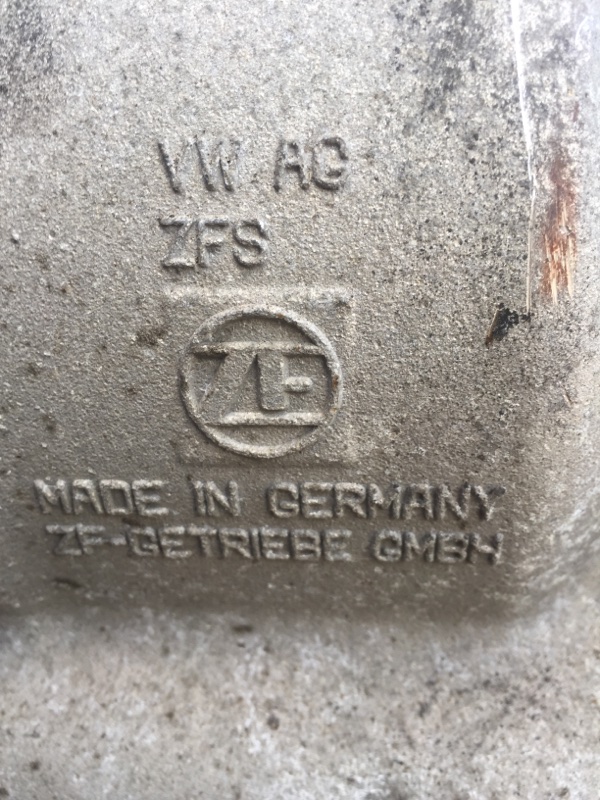 VW AG
ZFS
ZF
MADE IN GERMANY
ZF-GETRIEBE GMBH